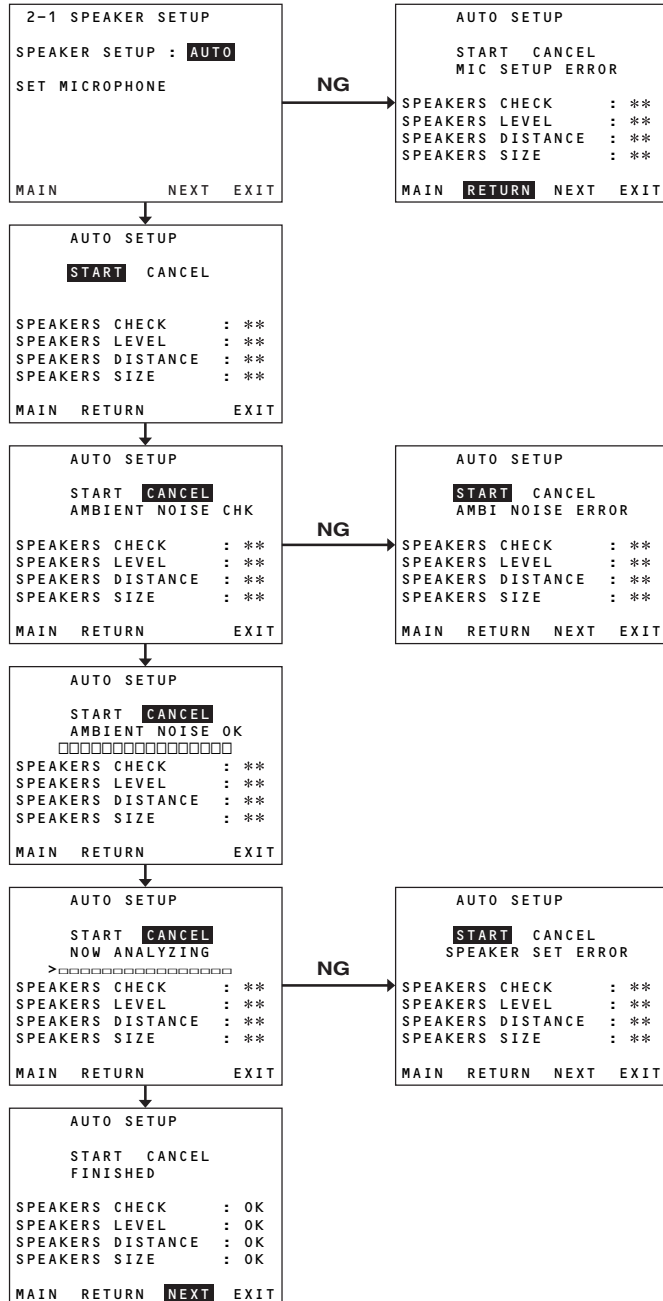 2-1 SPEAKER SETUP
SPEAKER SETUP : AUTO
SET MICROPHONE
MAIN NEXT EXIT
NG
AUTO SETUP
START CANCEL
MIC SETUP ERROR
SPEAKERS CHECK : **
SPEAKERS LEVEL : **
SPEAKERS DISTANCE : **
SPEAKERS SIZE : **
MAIN RETURN NEXT EXIT
AUTO SETUP
START CANCEL
SPEAKERS CHECK : **
SPEAKERS LEVEL : **
SPEAKERS DISTANCE : **
SPEAKERS SIZE : **
MAIN RETURN EXIT
AUTO SETUP
START CANCEL
AMBIENT NOISE CHK
SPEAKERS CHECK : **
SPEAKERS LEVEL : **
SPEAKERS DISTANCE : **
SPEAKERS SIZE : **
MAIN RETURN EXIT
NG
AUTO SETUP
START CANCEL
AMBI NOISE ERROR
SPEAKERS CHECK : **
SPEAKERS LEVEL : **
SPEAKERS DISTANCE : **
SPEAKERS SIZE : **
MAIN RETURN NEXT EXIT
AUTO SETUP
START CANCEL
AMBIENT NOISE OK
SPEAKERS CHECK : **
SPEAKERS LEVEL : **
SPEAKERS DISTANCE : **
SPEAKERS SIZE : **
MAIN RETURN EXIT
AUTO SETUP
START CANCEL
NOW ANALYZING
>
SPEAKERS CHECK : **
SPEAKERS LEVEL : **
SPEAKERS DISTANCE : **
SPEAKERS SIZE : **
MAIN RETURN EXIT
NG
AUTO SETUP
START CANCEL
SPEAKER SET ERROR
SPEAKERS CHECK : **
SPEAKERS LEVEL : **
SPEAKERS DISTANCE : **
SPEAKERS SIZE : **
MAIN RETURN NEXT EXIT
AUTO SETUP
START CANCEL
FINISHED
SPEAKERS CHECK : OK
SPEAKERS LEVEL : OK
SPEAKERS DISTANCE : OK
SPEAKERS SIZE : OK
MAIN RETURN NEXT EXIT